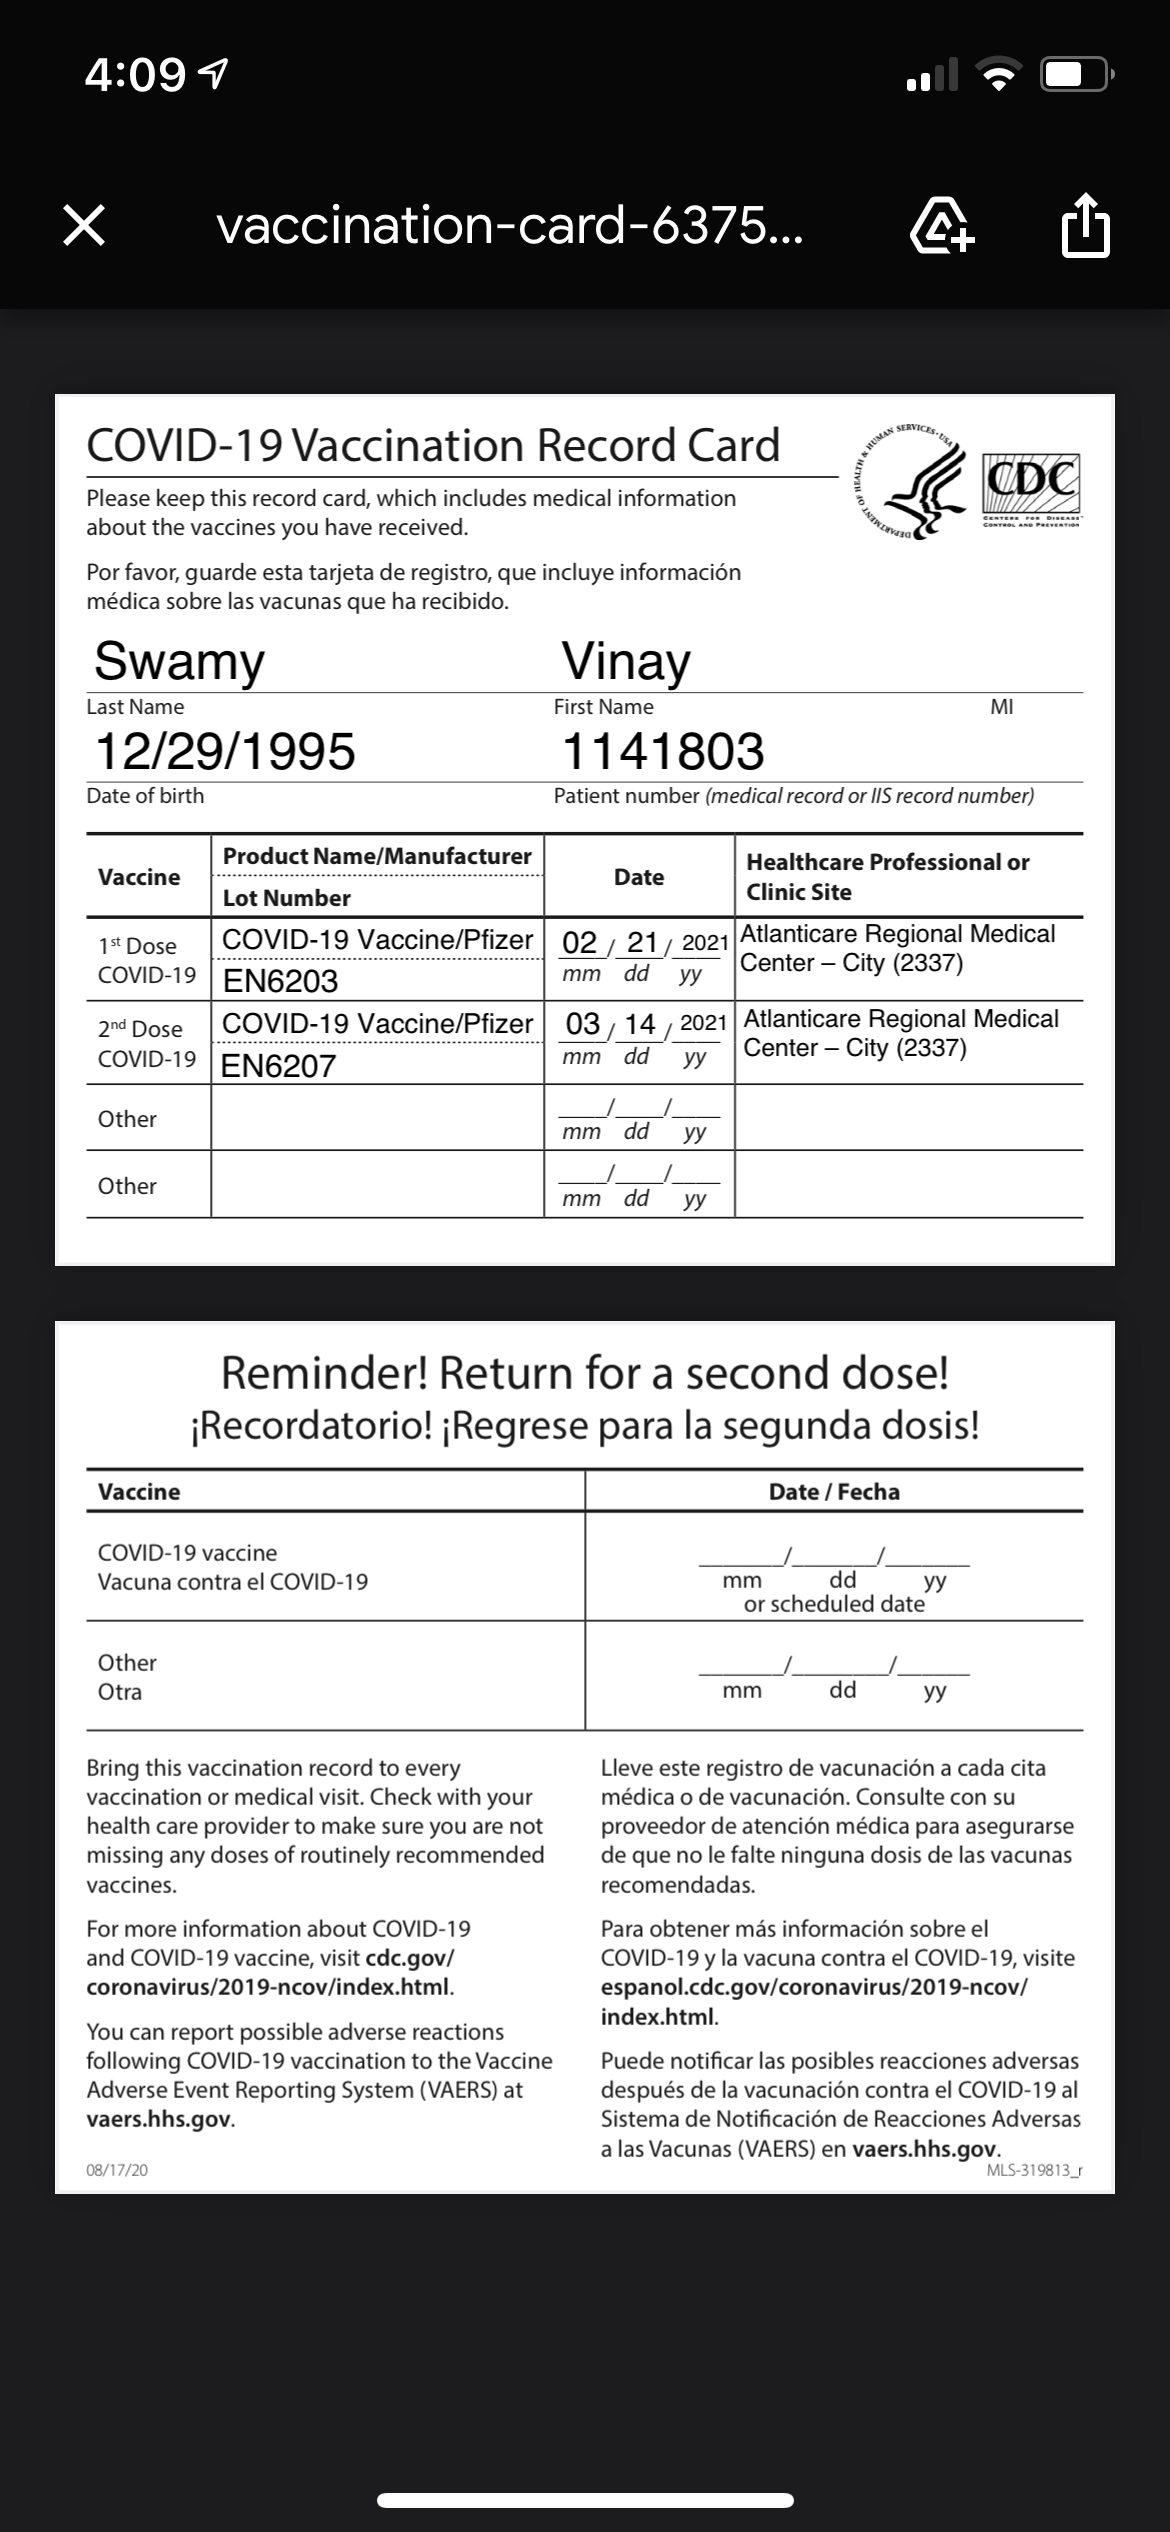 4:09
vaccination-card-6375...
COVID-19 Vaccination Record Card
DEPARTMENT OF HEALTH & HUMAN SERVICES·USA
CDC
CENTERS FOR DISEASE
CONTROL AND PREVENTION
Please keep this record card, which includes medical information
about the vaccines you have received.
Por favor, guarde esta tarjeta de registro, que incluye información
médica sobre las vacunas que ha recibido.
Swamy Vinay
Last Name First Name MI
12/29/1995 1141803
Date of birth Patient number (medical record or IIS record number)
Vaccine Product Name/Manufacturer Date Healthcare Professional or
Lot Number Clinic Site
1st Dose COVID-19 Vaccine/Pfizer 02 / 21 / 2021 Atlanticare Regional Medical
COVID-19 EN6203 mm dd yy Center – City (2337)
2nd Dose COVID-19 Vaccine/Pfizer 03 / 14 / 2021 Atlanticare Regional Medical
COVID-19 EN6207 mm dd yy Center – City (2337)
Other ____/____/____
mm dd yy
Other ____/____/____
mm dd yy
Reminder! Return for a second dose!
¡Recordatorio! ¡Regrese para la segunda dosis!
Vaccine Date / Fecha
COVID-19 vaccine _______/_______/_______
Vacuna contra el COVID-19 mm dd yy
or scheduled date
Other _______/________/______
Otra mm dd yy
Bring this vaccination record to every
vaccination or medical visit. Check with your
health care provider to make sure you are not
missing any doses of routinely recommended
vaccines.
For more information about COVID-19
and COVID-19 vaccine, visit cdc.gov/
coronavirus/2019-ncov/index.html.
You can report possible adverse reactions
following COVID-19 vaccination to the Vaccine
Adverse Event Reporting System (VAERS) at
vaers.hhs.gov.
Lleve este registro de vacunación a cada cita
médica o de vacunación. Consulte con su
proveedor de atención médica para asegurarse
de que no le falte ninguna dosis de las vacunas
recomendadas.
Para obtener más información sobre el
COVID-19 y la vacuna contra el COVID-19, visite
espanol.cdc.gov/coronavirus/2019-ncov/
index.html.
Puede notificar las posibles reacciones adversas
después de la vacunación contra el COVID-19 al
Sistema de Notificación de Reacciones Adversas
a las Vacunas (VAERS) en vaers.hhs.gov.
08/17/20 MLS-319813_r